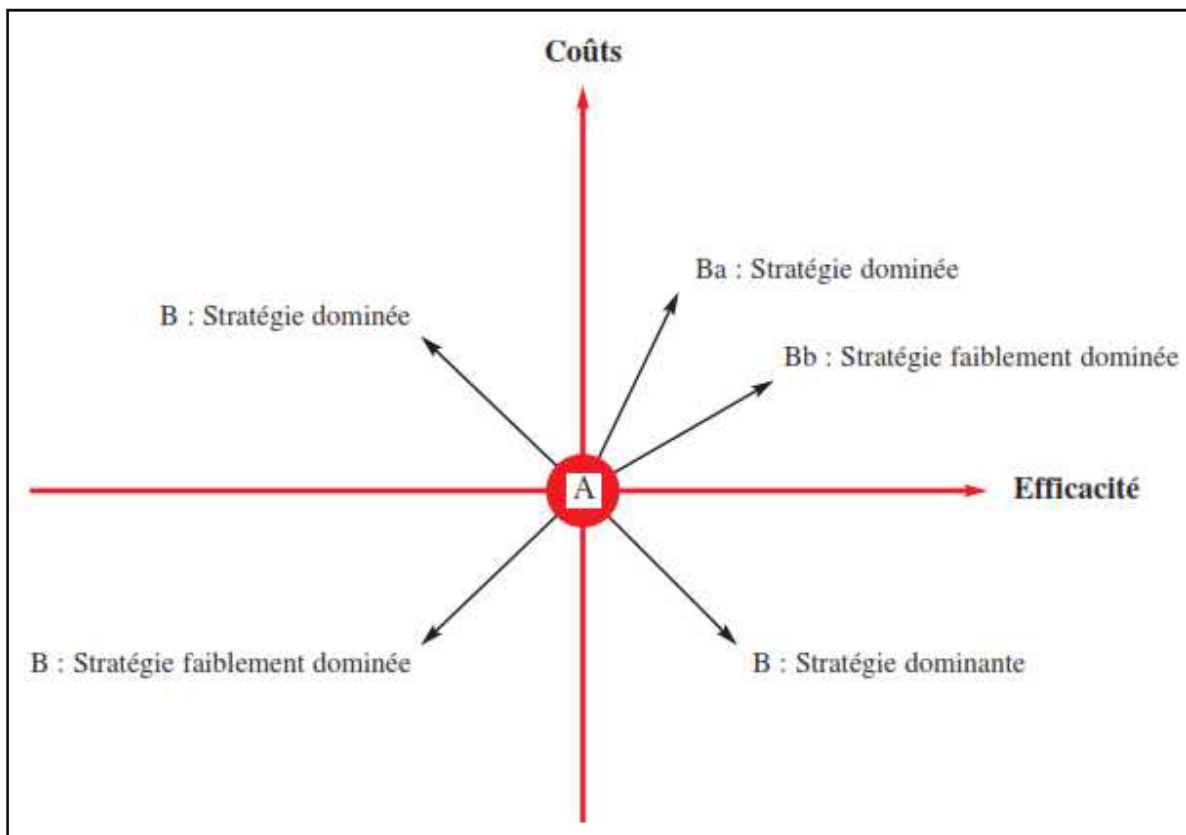 Coûts
Ba : Stratégie dominée
B : Stratégie dominée
Bb : Stratégie faiblement dominée
A
Efficacité
B : Stratégie faiblement dominée
B : Stratégie dominante